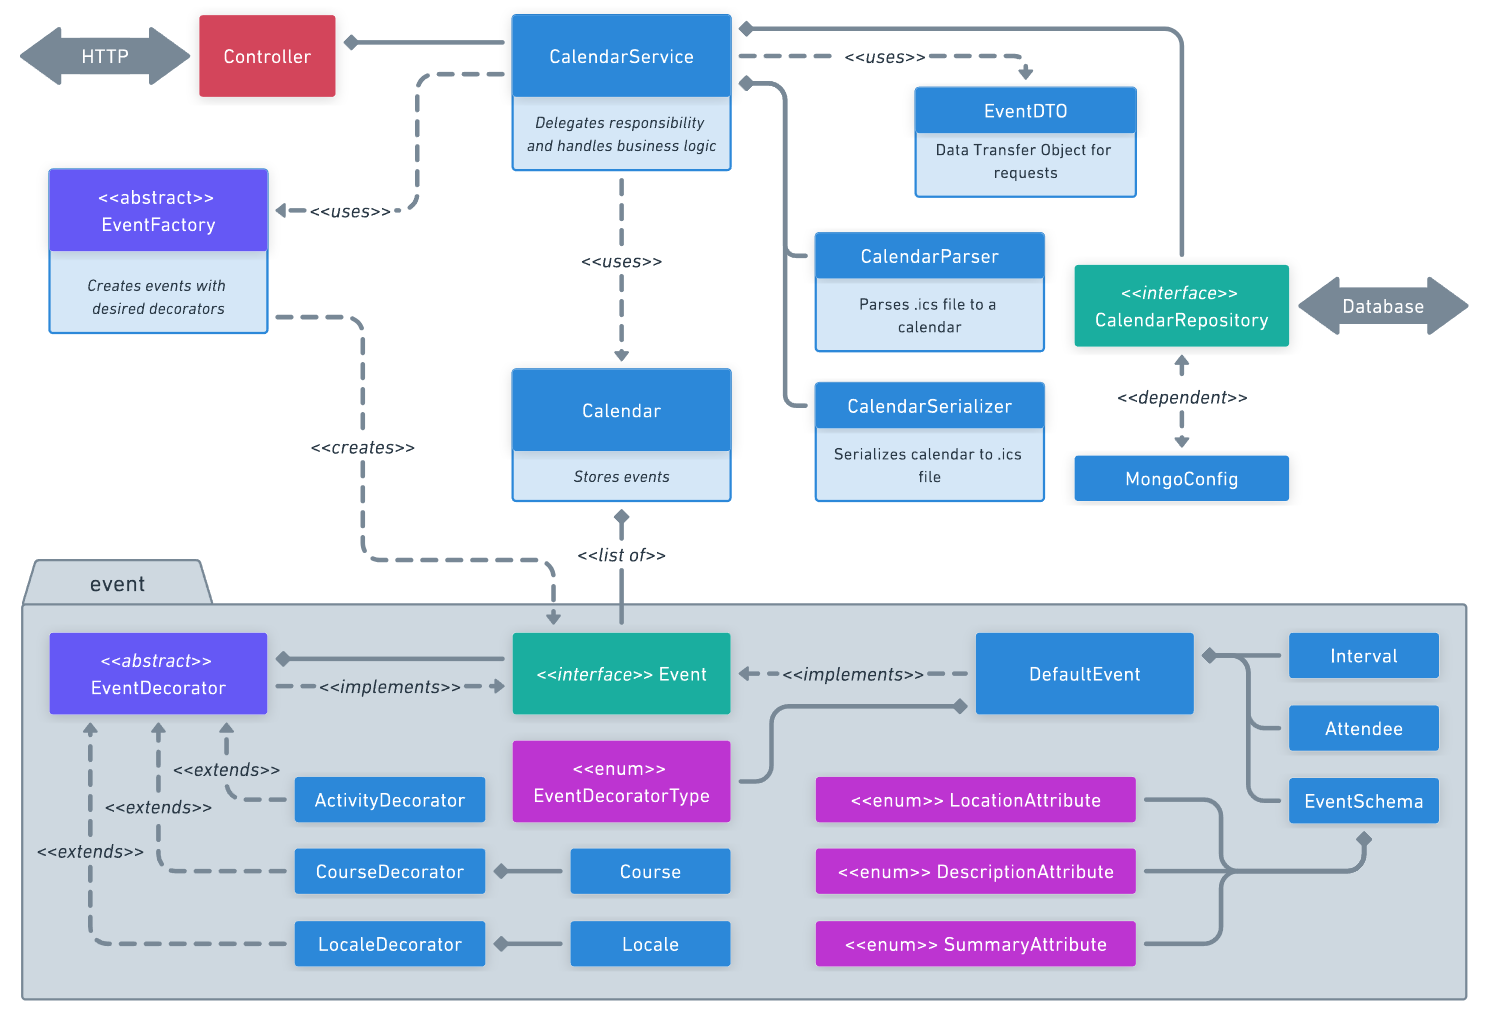 HTTP
Controller
CalendarService
Delegates responsibility
and handles business logic
<<uses>>
EventDTO
Data Transfer Object for
requests
<<abstract>>
EventFactory
Creates events with
desired decorators
<<uses>>
<<uses>>
CalendarParser
Parses .ics file to a
calendar
<<interface>>
CalendarRepository
Database
<<dependent>>
MongoConfig
CalendarSerializer
Serializes calendar to .ics
file
Calendar
Stores events
<<creates>>
<<list of>>
event
<<abstract>>
EventDecorator
<<implements>>
<<interface>> Event
<<implements>>
DefaultEvent
Interval
Attendee
EventSchema
<<enum>>
EventDecoratorType
<<extends>>
ActivityDecorator
<<extends>>
CourseDecorator
Course
<<extends>>
LocaleDecorator
Locale
<<enum>> LocationAttribute
<<enum>> DescriptionAttribute
<<enum>> SummaryAttribute